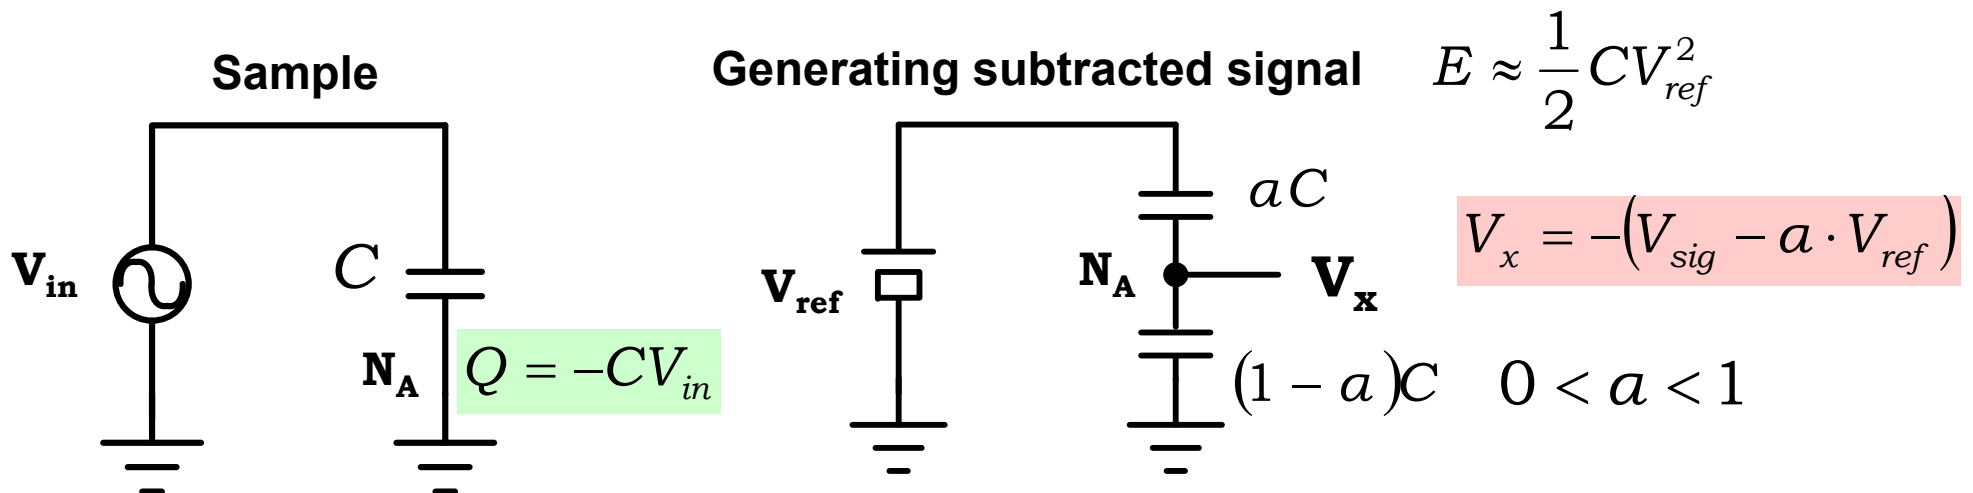 Sample
Generating subtracted signal
E ≈ 1/2 CV_ref^2
V_in
C
N_A
Q = −CV_in
V_ref
aC
N_A
V_x
(1 − a)C
V_x = −(V_sig − a · V_ref)
0 < a < 1